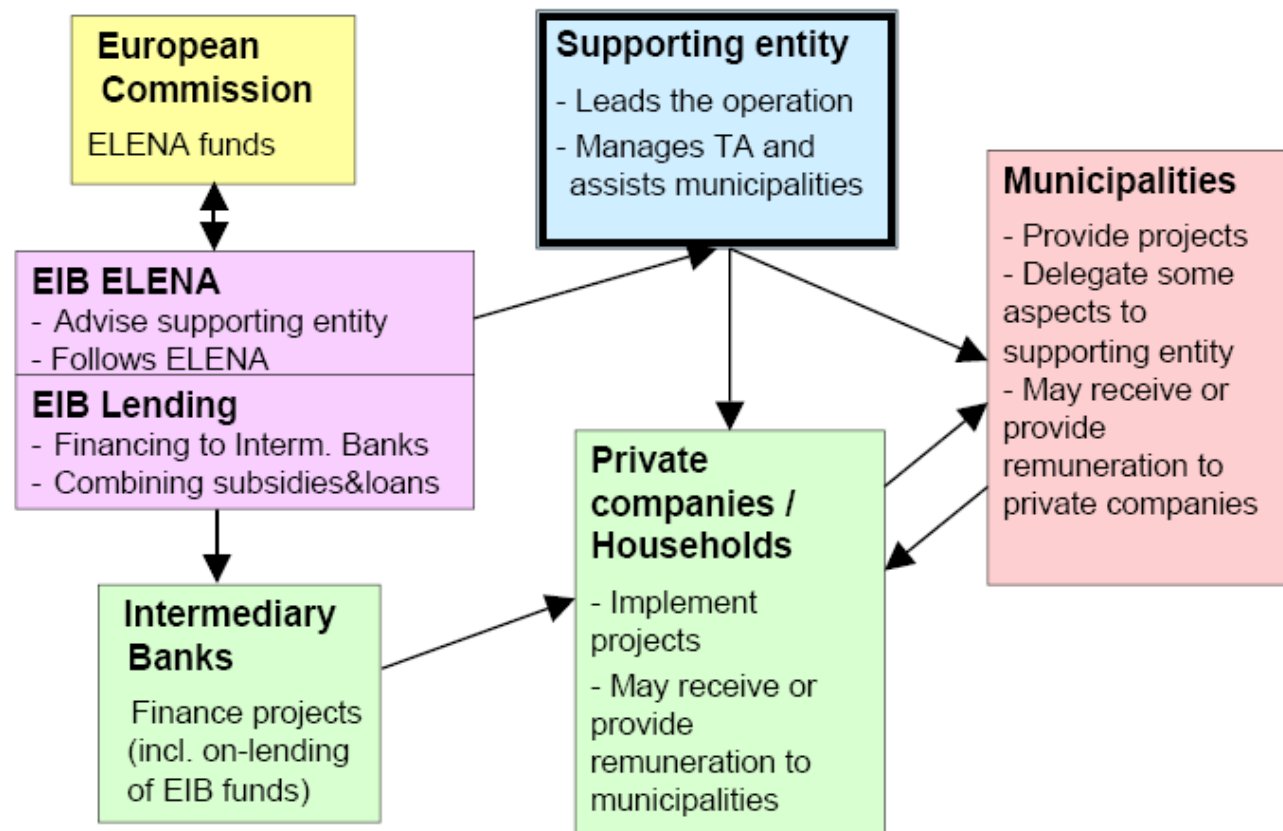 European
Commission
ELENA funds
EIB ELENA
- Advise supporting entity
- Follows ELENA
EIB Lending
- Financing to Interm. Banks
- Combining subsidies&loans
Intermediary
Banks
Finance projects
(incl. on-lending
of EIB funds)
Supporting entity
- Leads the operation
- Manages TA and
assists municipalities
Private
companies /
Households
- Implement
projects
- May receive or
provide
remuneration to
municipalities
Municipalities
- Provide projects
- Delegate some
aspects to
supporting entity
- May receive or
provide
remuneration to
private companies